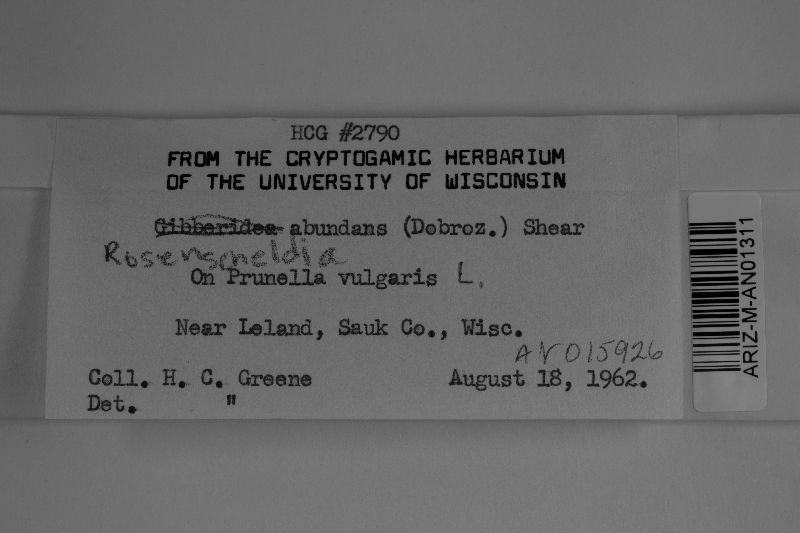 HCG #2790
FROM THE CRYPTOGAMIC HERBARIUM
OF THE UNIVERSITY OF WISCONSIN
Gibberidea abundans (Dobroz.) Shear
Rosenscheldia
On Prunella vulgaris L.
Near Leland, Sauk Co., Wisc.
AN015926
Coll. H. C. Greene August 18, 1962.
Det. "
ARIZ-M-AN01311